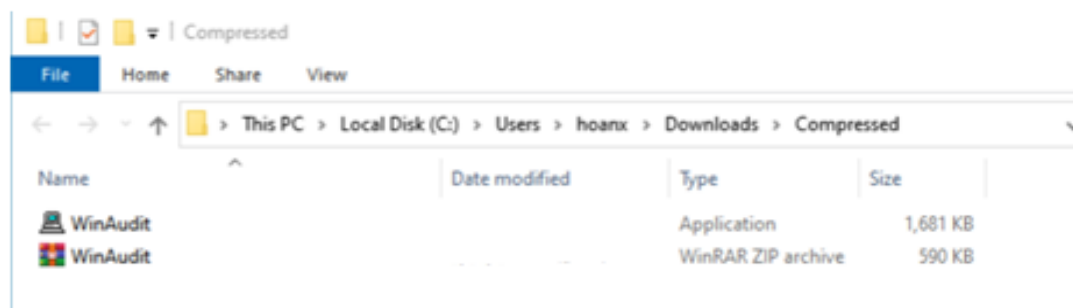 Compressed
File Home Share View
This PC > Local Disk (C:) > Users > hoanx > Downloads > Compressed
Name Date modified Type Size
WinAudit Application 1,681 KB
WinAudit WinRAR ZIP archive 590 KB